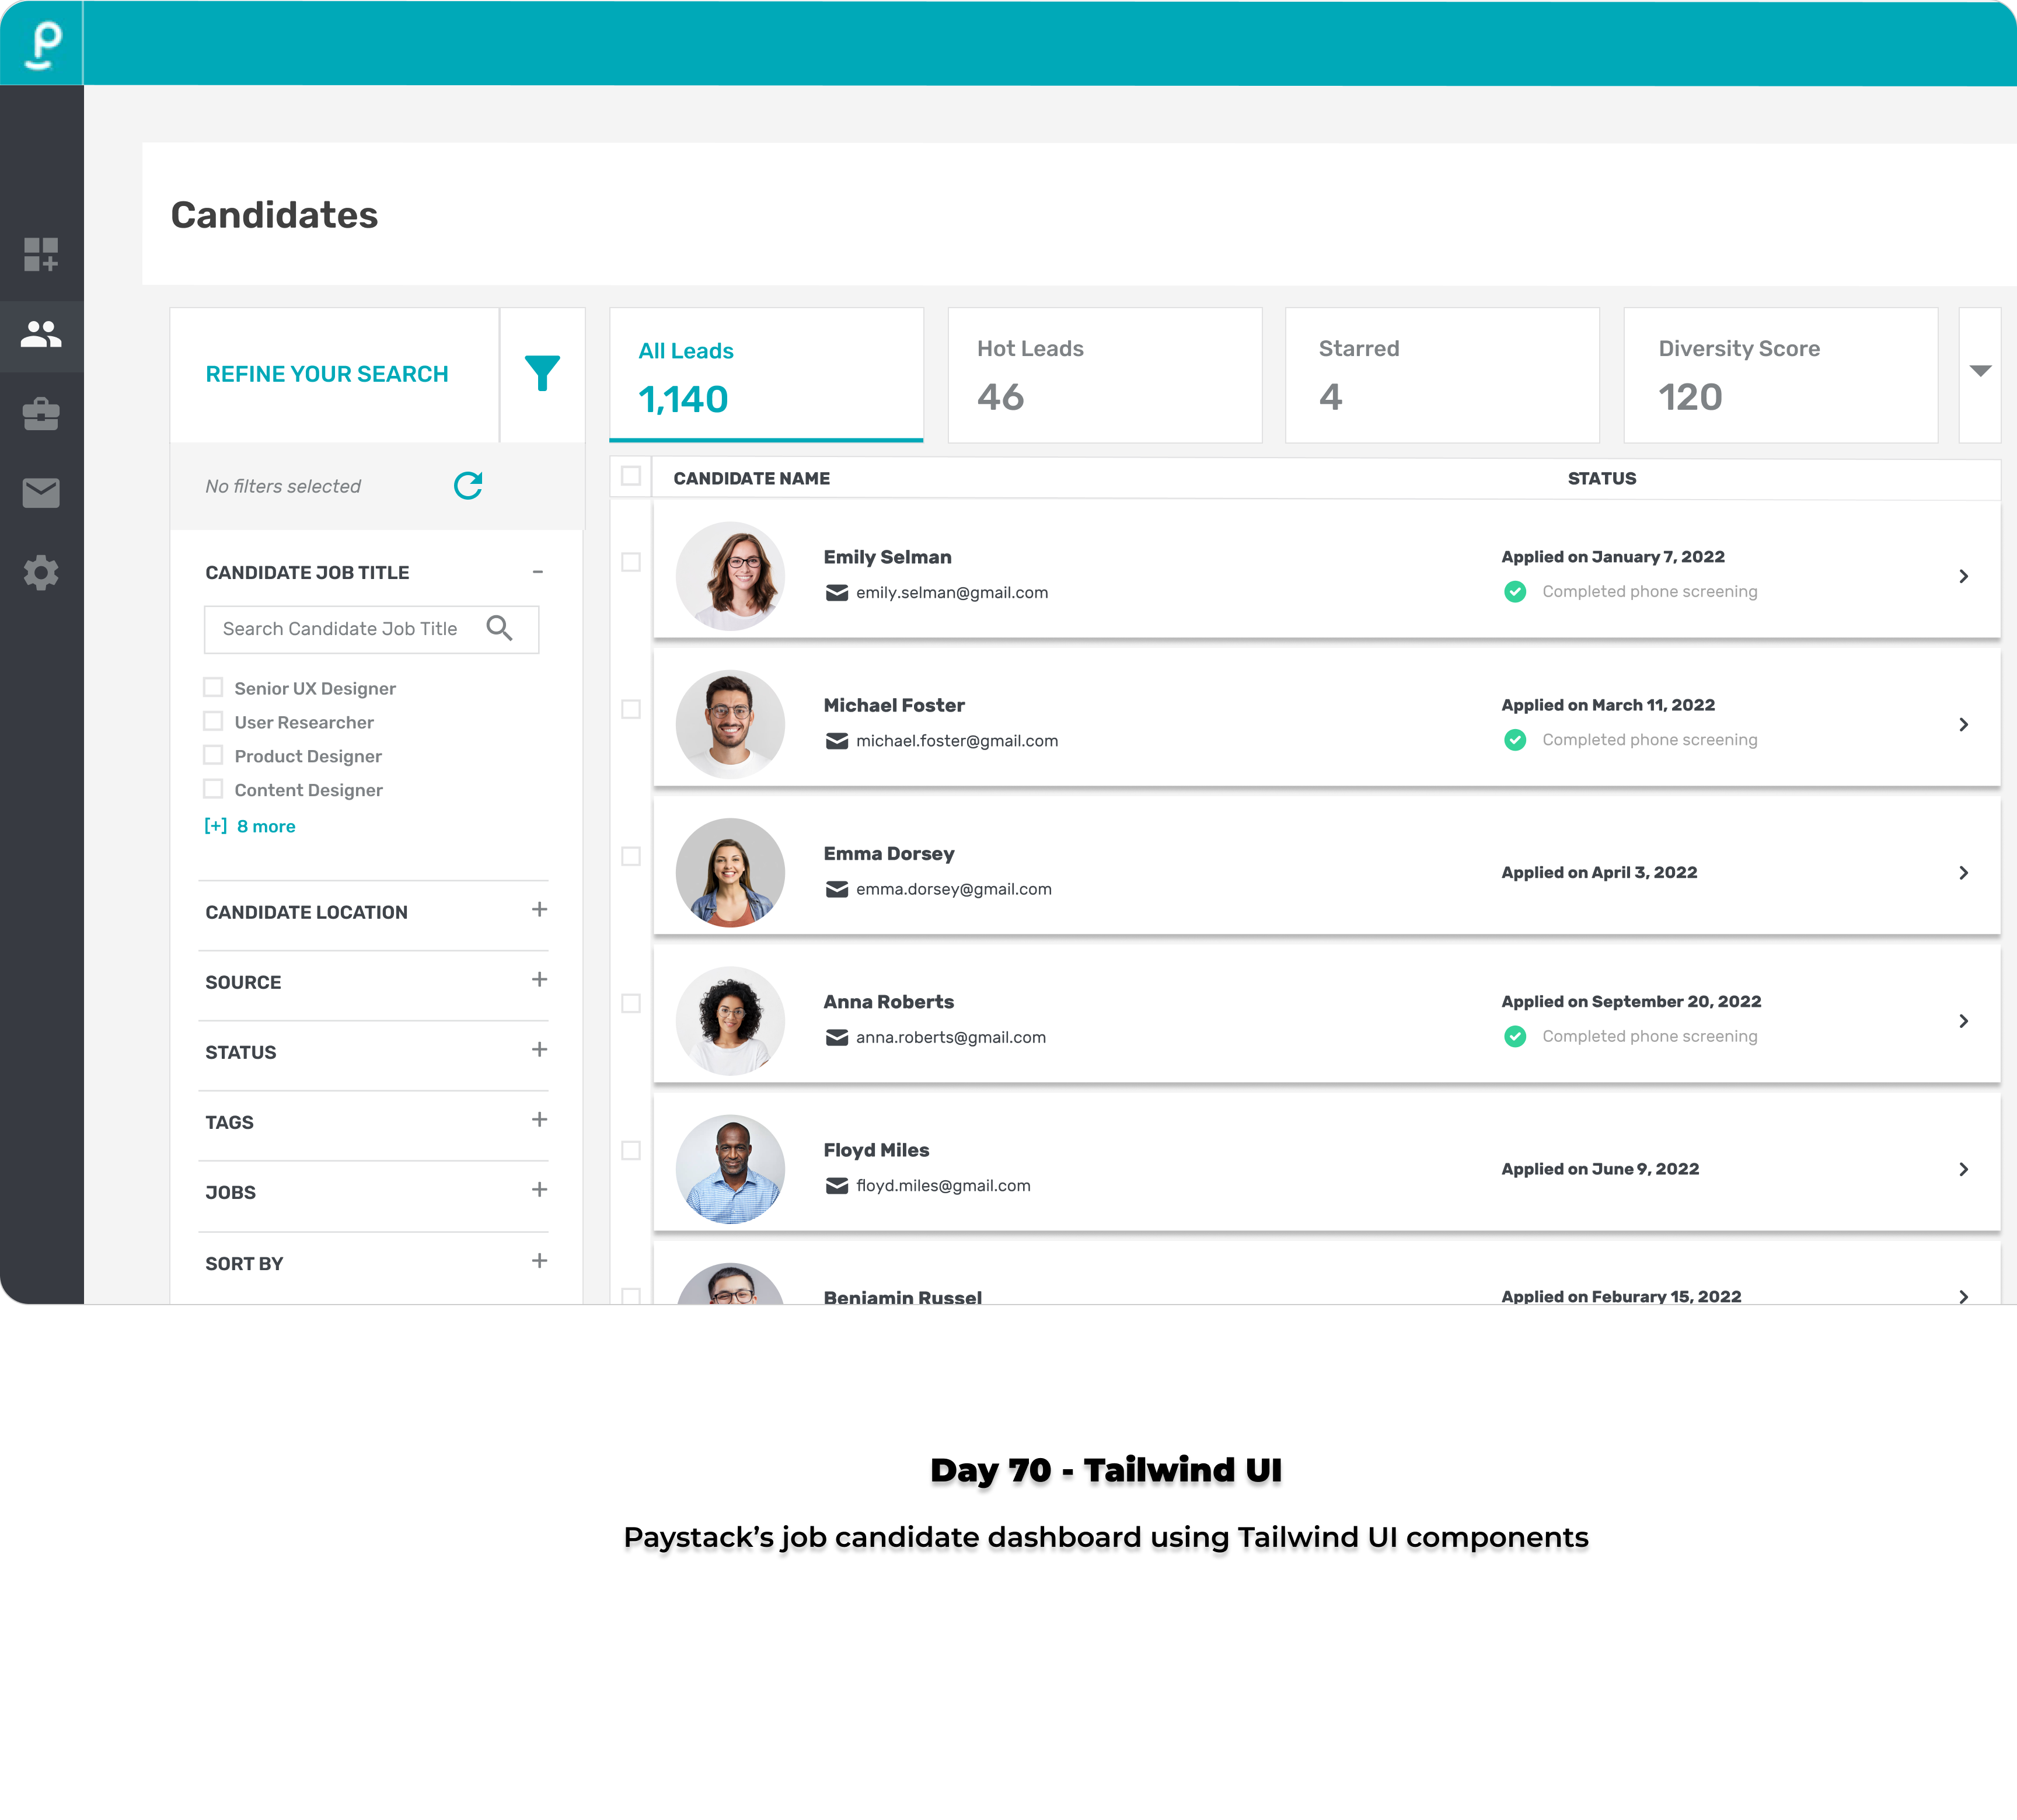 Candidates
REFINE YOUR SEARCH
No filters selected
CANDIDATE JOB TITLE
Search Candidate Job Title
Senior UX Designer
User Researcher
Product Designer
Content Designer
[+] 8 more
CANDIDATE LOCATION
SOURCE
STATUS
TAGS
JOBS
SORT BY
All Leads
1,140
Hot Leads
46
Starred
4
Diversity Score
120
CANDIDATE NAME STATUS
Emily Selman
emily.selman@gmail.com
Applied on January 7, 2022
Completed phone screening
Michael Foster
michael.foster@gmail.com
Applied on March 11, 2022
Completed phone screening
Emma Dorsey
emma.dorsey@gmail.com
Applied on April 3, 2022
Anna Roberts
anna.roberts@gmail.com
Applied on September 20, 2022
Completed phone screening
Floyd Miles
floyd.miles@gmail.com
Applied on June 9, 2022
Benjamin Russel
Applied on Feburary 15, 2022
Day 70 - Tailwind UI
Paystack’s job candidate dashboard using Tailwind UI components